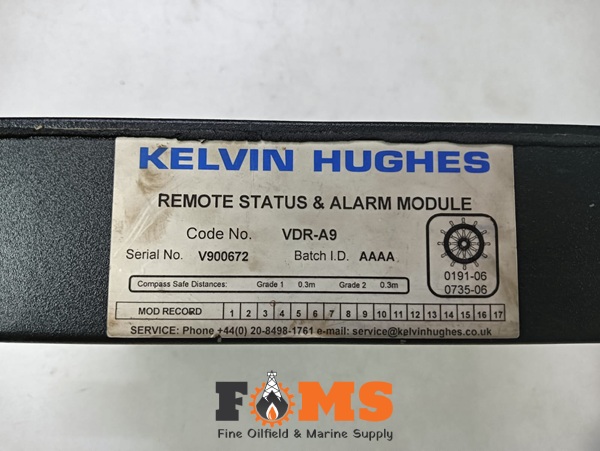 KELVIN HUGHES
REMOTE STATUS & ALARM MODULE
Code No. VDR-A9
Serial No. V900672 Batch I.D. AAAA
0191-06
0735-06
Compass Safe Distances: Grade 1 0.3m Grade 2 0.3m
MOD RECORD 1 2 3 4 5 6 7 8 9 10 11 12 13 14 15 16 17
SERVICE: Phone +44(0) 20-8498-1761 e-mail: service@kelvinhughes.co.uk
FOMS
Fine Oilfield & Marine Supply